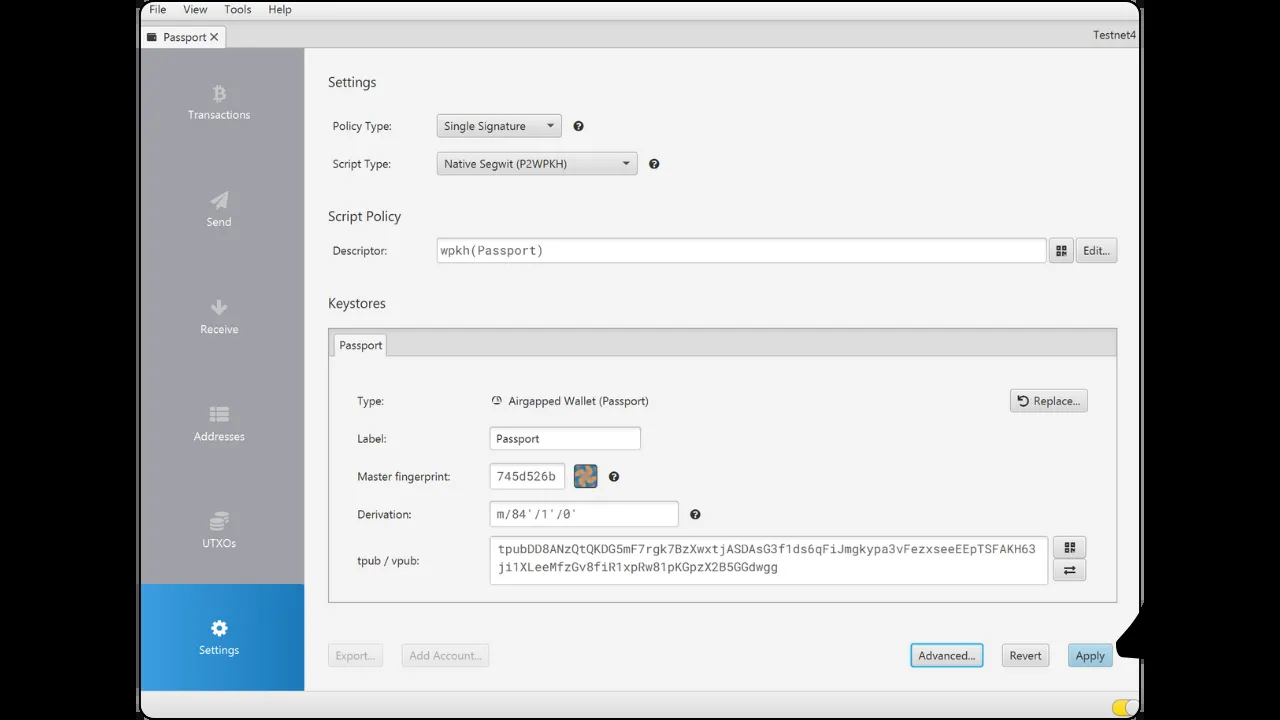 File View Tools Help
Passport
Testnet4
Transactions
Send
Receive
Addresses
UTXOs
Settings
Settings
Policy Type: Single Signature
Script Type: Native Segwit (P2WPKH)
Script Policy
Descriptor: wpkh(Passport) Edit...
Keystores
Passport
Type: Airgapped Wallet (Passport) Replace...
Label: Passport
Master fingerprint: 745d526b
Derivation: m/84'/1'/0'
tpub / vpub: tpubDD8ANzQtQKDG5mF7rgk7BzXwxtjASDAsG3f1ds6qFiJmgkypa3vFezxseeEEpTSFAKH63
ji1XLeeMfzGv8fiR1xpRw81pKGpzX2B5GGdwgg
Export... Add Account... Advanced... Revert Apply